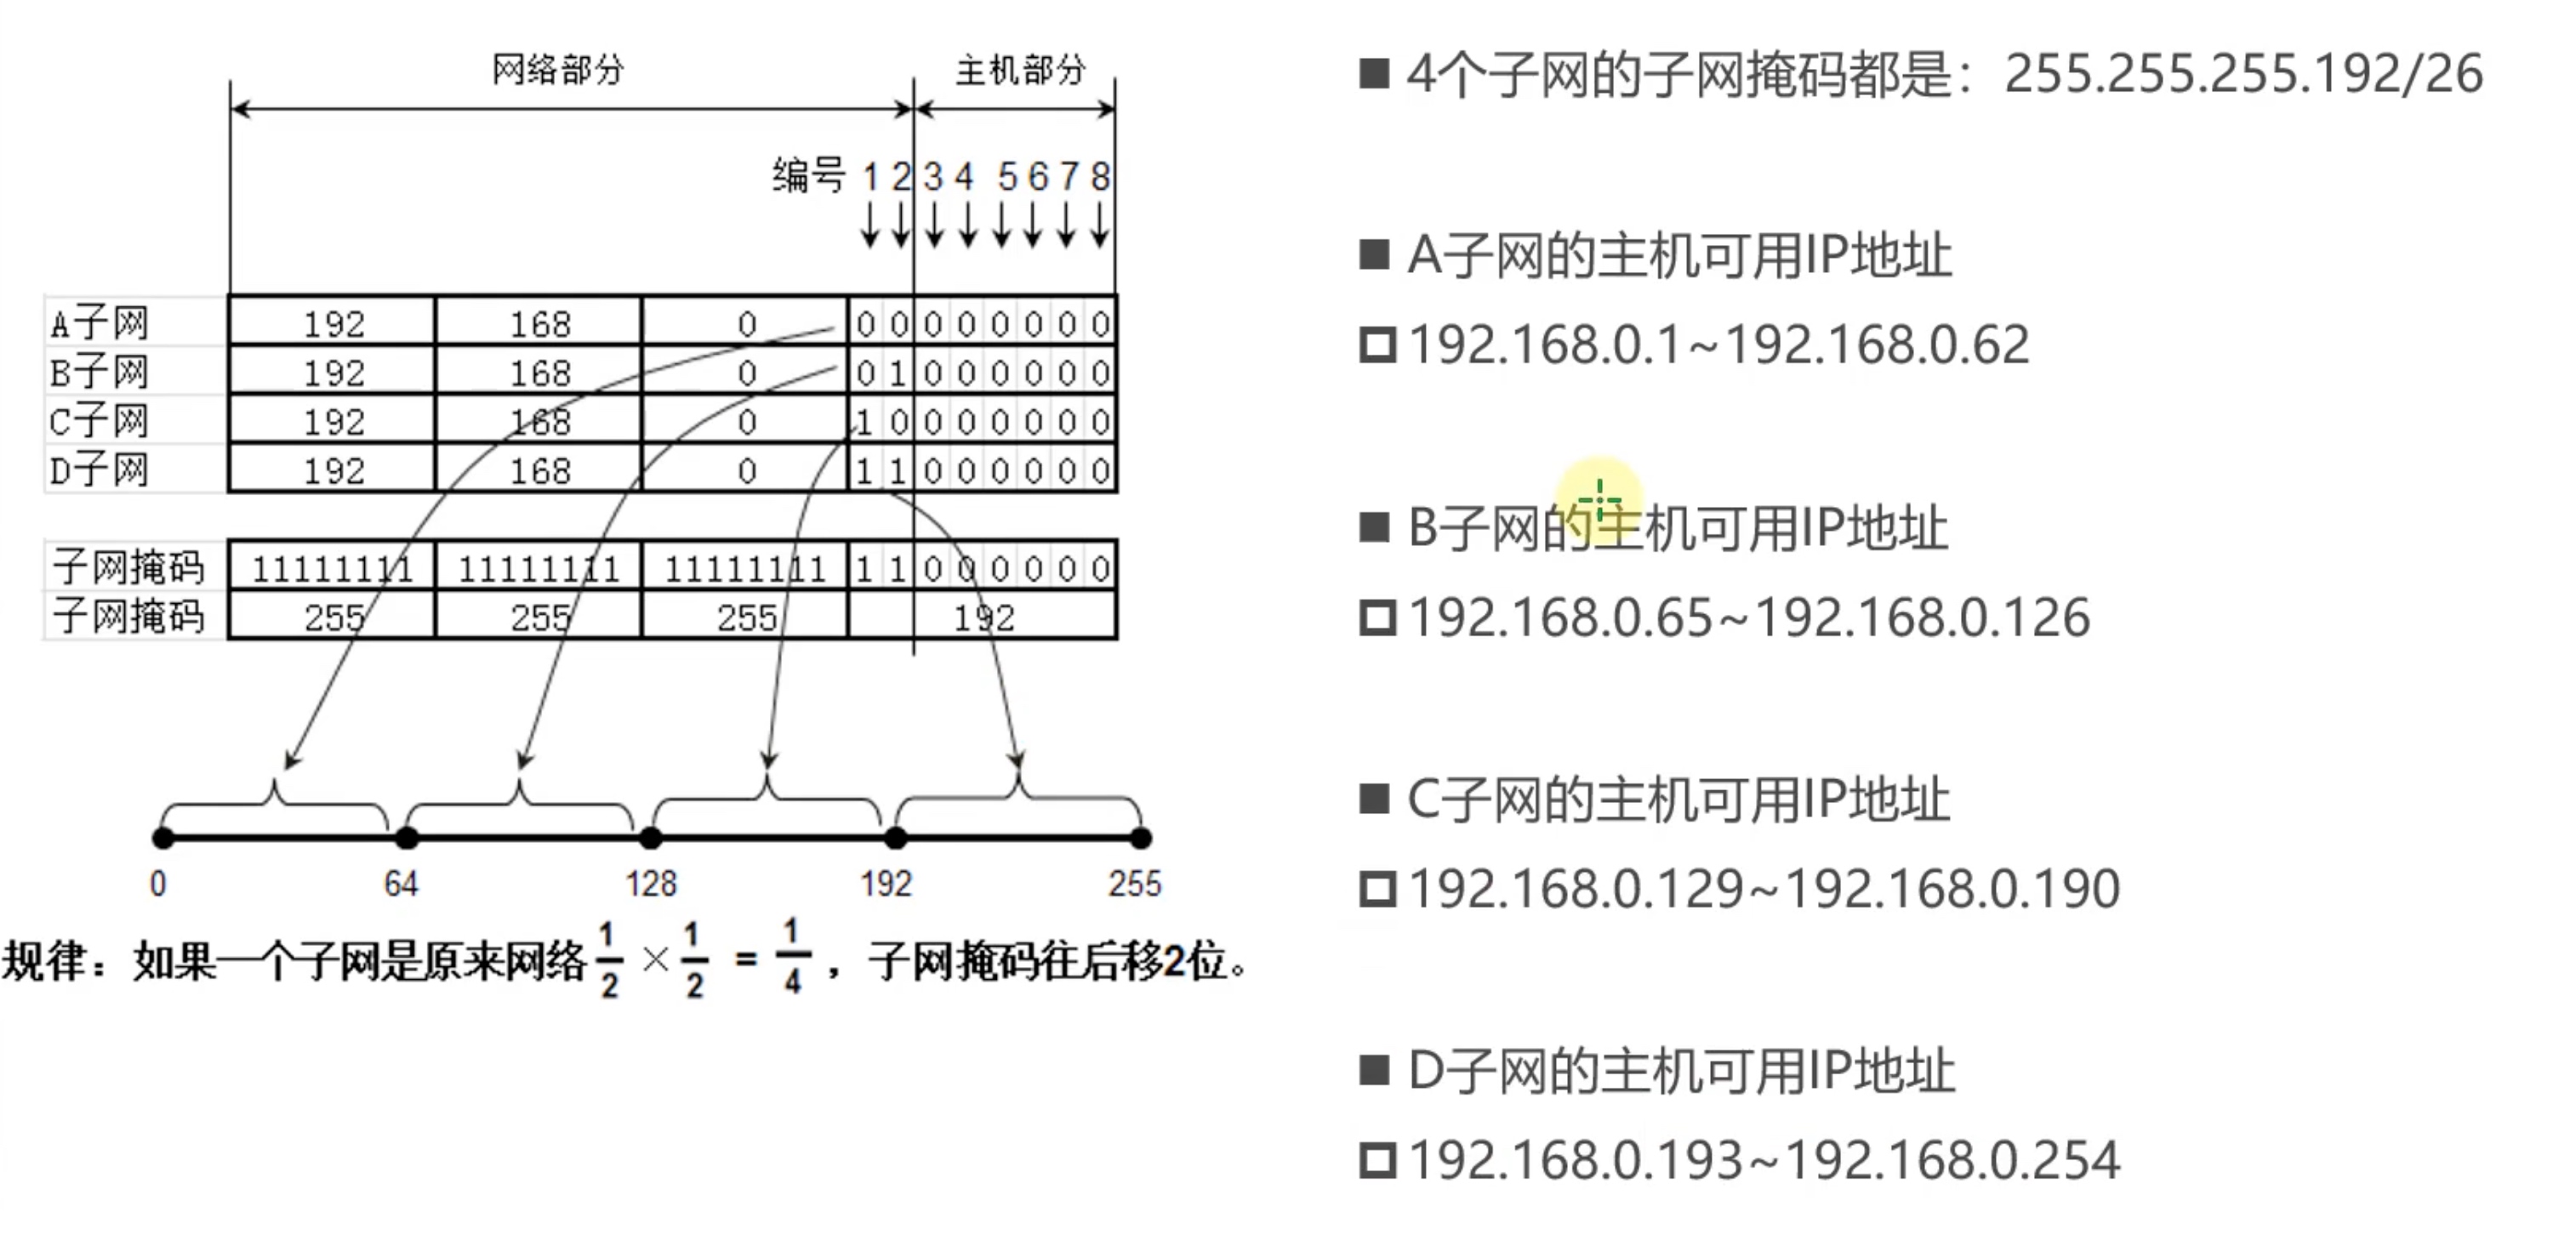 网络部分 主机部分
编号 1 2 3 4 5 6 7 8
A子网 192 168 0 0 0 0 0 0 0 0 0
B子网 192 168 0 0 1 0 0 0 0 0 0
C子网 192 168 0 1 0 0 0 0 0 0 0
D子网 192 168 0 1 1 0 0 0 0 0 0
子网掩码 11111111 11111111 11111111 1 1 0 0 0 0 0 0
子网掩码 255 255 255 192
0 64 128 192 255
规律：如果一个子网是原来网络1/2 × 1/2 = 1/4，子网掩码往后移2位。
■ 4个子网的子网掩码都是：255.255.255.192/26
■ A子网的主机可用IP地址
192.168.0.1~192.168.0.62
■ B子网的主机可用IP地址
192.168.0.65~192.168.0.126
■ C子网的主机可用IP地址
192.168.0.129~192.168.0.190
■ D子网的主机可用IP地址
192.168.0.193~192.168.0.254